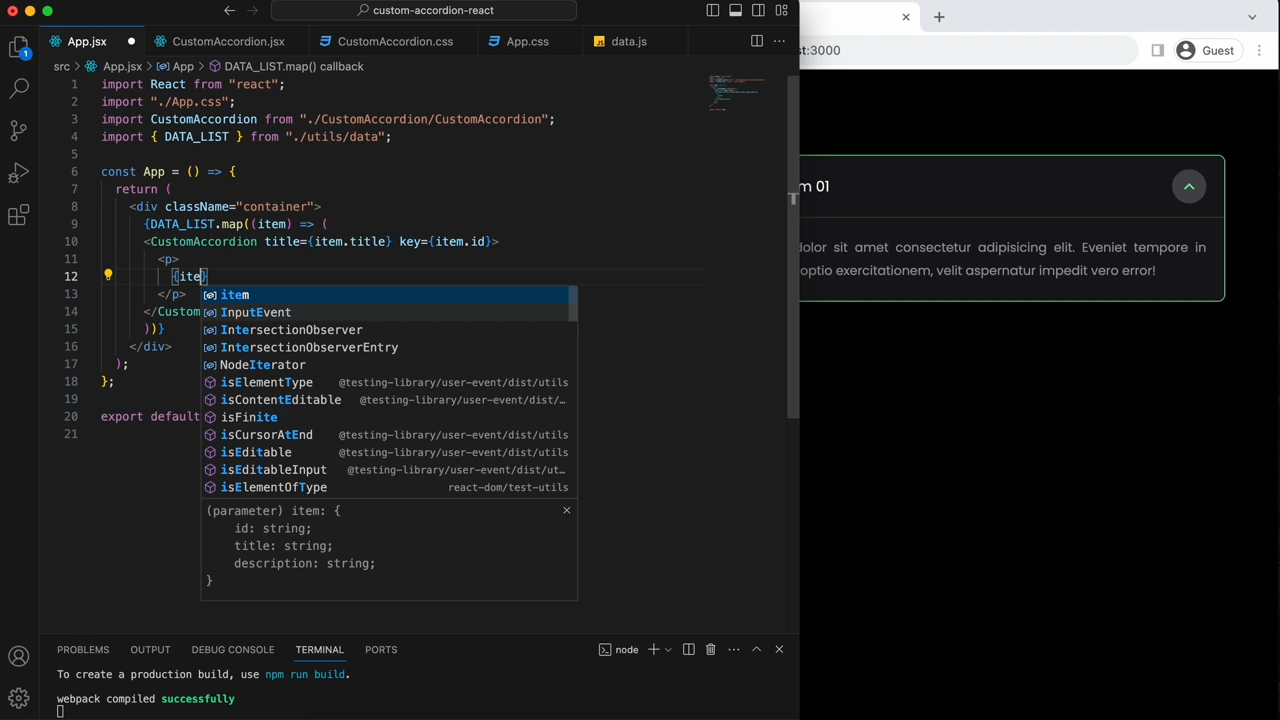 custom-accordion-react
App.jsx
CustomAccordion.jsx
CustomAccordion.css
App.css
data.js
src > App.jsx > App > DATA_LIST.map() callback
1 import React from "react";
2 import "./App.css";
3 import CustomAccordion from "./CustomAccordion/CustomAccordion";
4 import { DATA_LIST } from "./utils/data";
5
6 const App = () => {
7 return (
8 <div className="container">
9 {DATA_LIST.map((item) => (
10 <CustomAccordion title={item.title} key={item.id}>
11 <p>
12 {ite}
13 </p>
14 </Custom
15 ))}
16 </div>
17 );
18 };
19
20 export default
21
item
InputEvent
IntersectionObserver
IntersectionObserverEntry
NodeIterator
isElementType @testing-library/user-event/dist/utils
isContentEditable @testing-library/user-event/dist/…
isFinite
isCursorAtEnd @testing-library/user-event/dist/utils
isEditable @testing-library/user-event/dist/utils
isEditableInput @testing-library/user-event/dist/ut…
isElementOfType react-dom/test-utils
(parameter) item: {
id: string;
title: string;
description: string;
}
PROBLEMS
OUTPUT
DEBUG CONSOLE
TERMINAL
PORTS
node
To create a production build, use npm run build.
webpack compiled successfully
1
st:3000
Guest
m 01
dolor sit amet consectetur adipisicing elit. Eveniet tempore in
optio exercitationem, velit aspernatur impedit vero error!
T